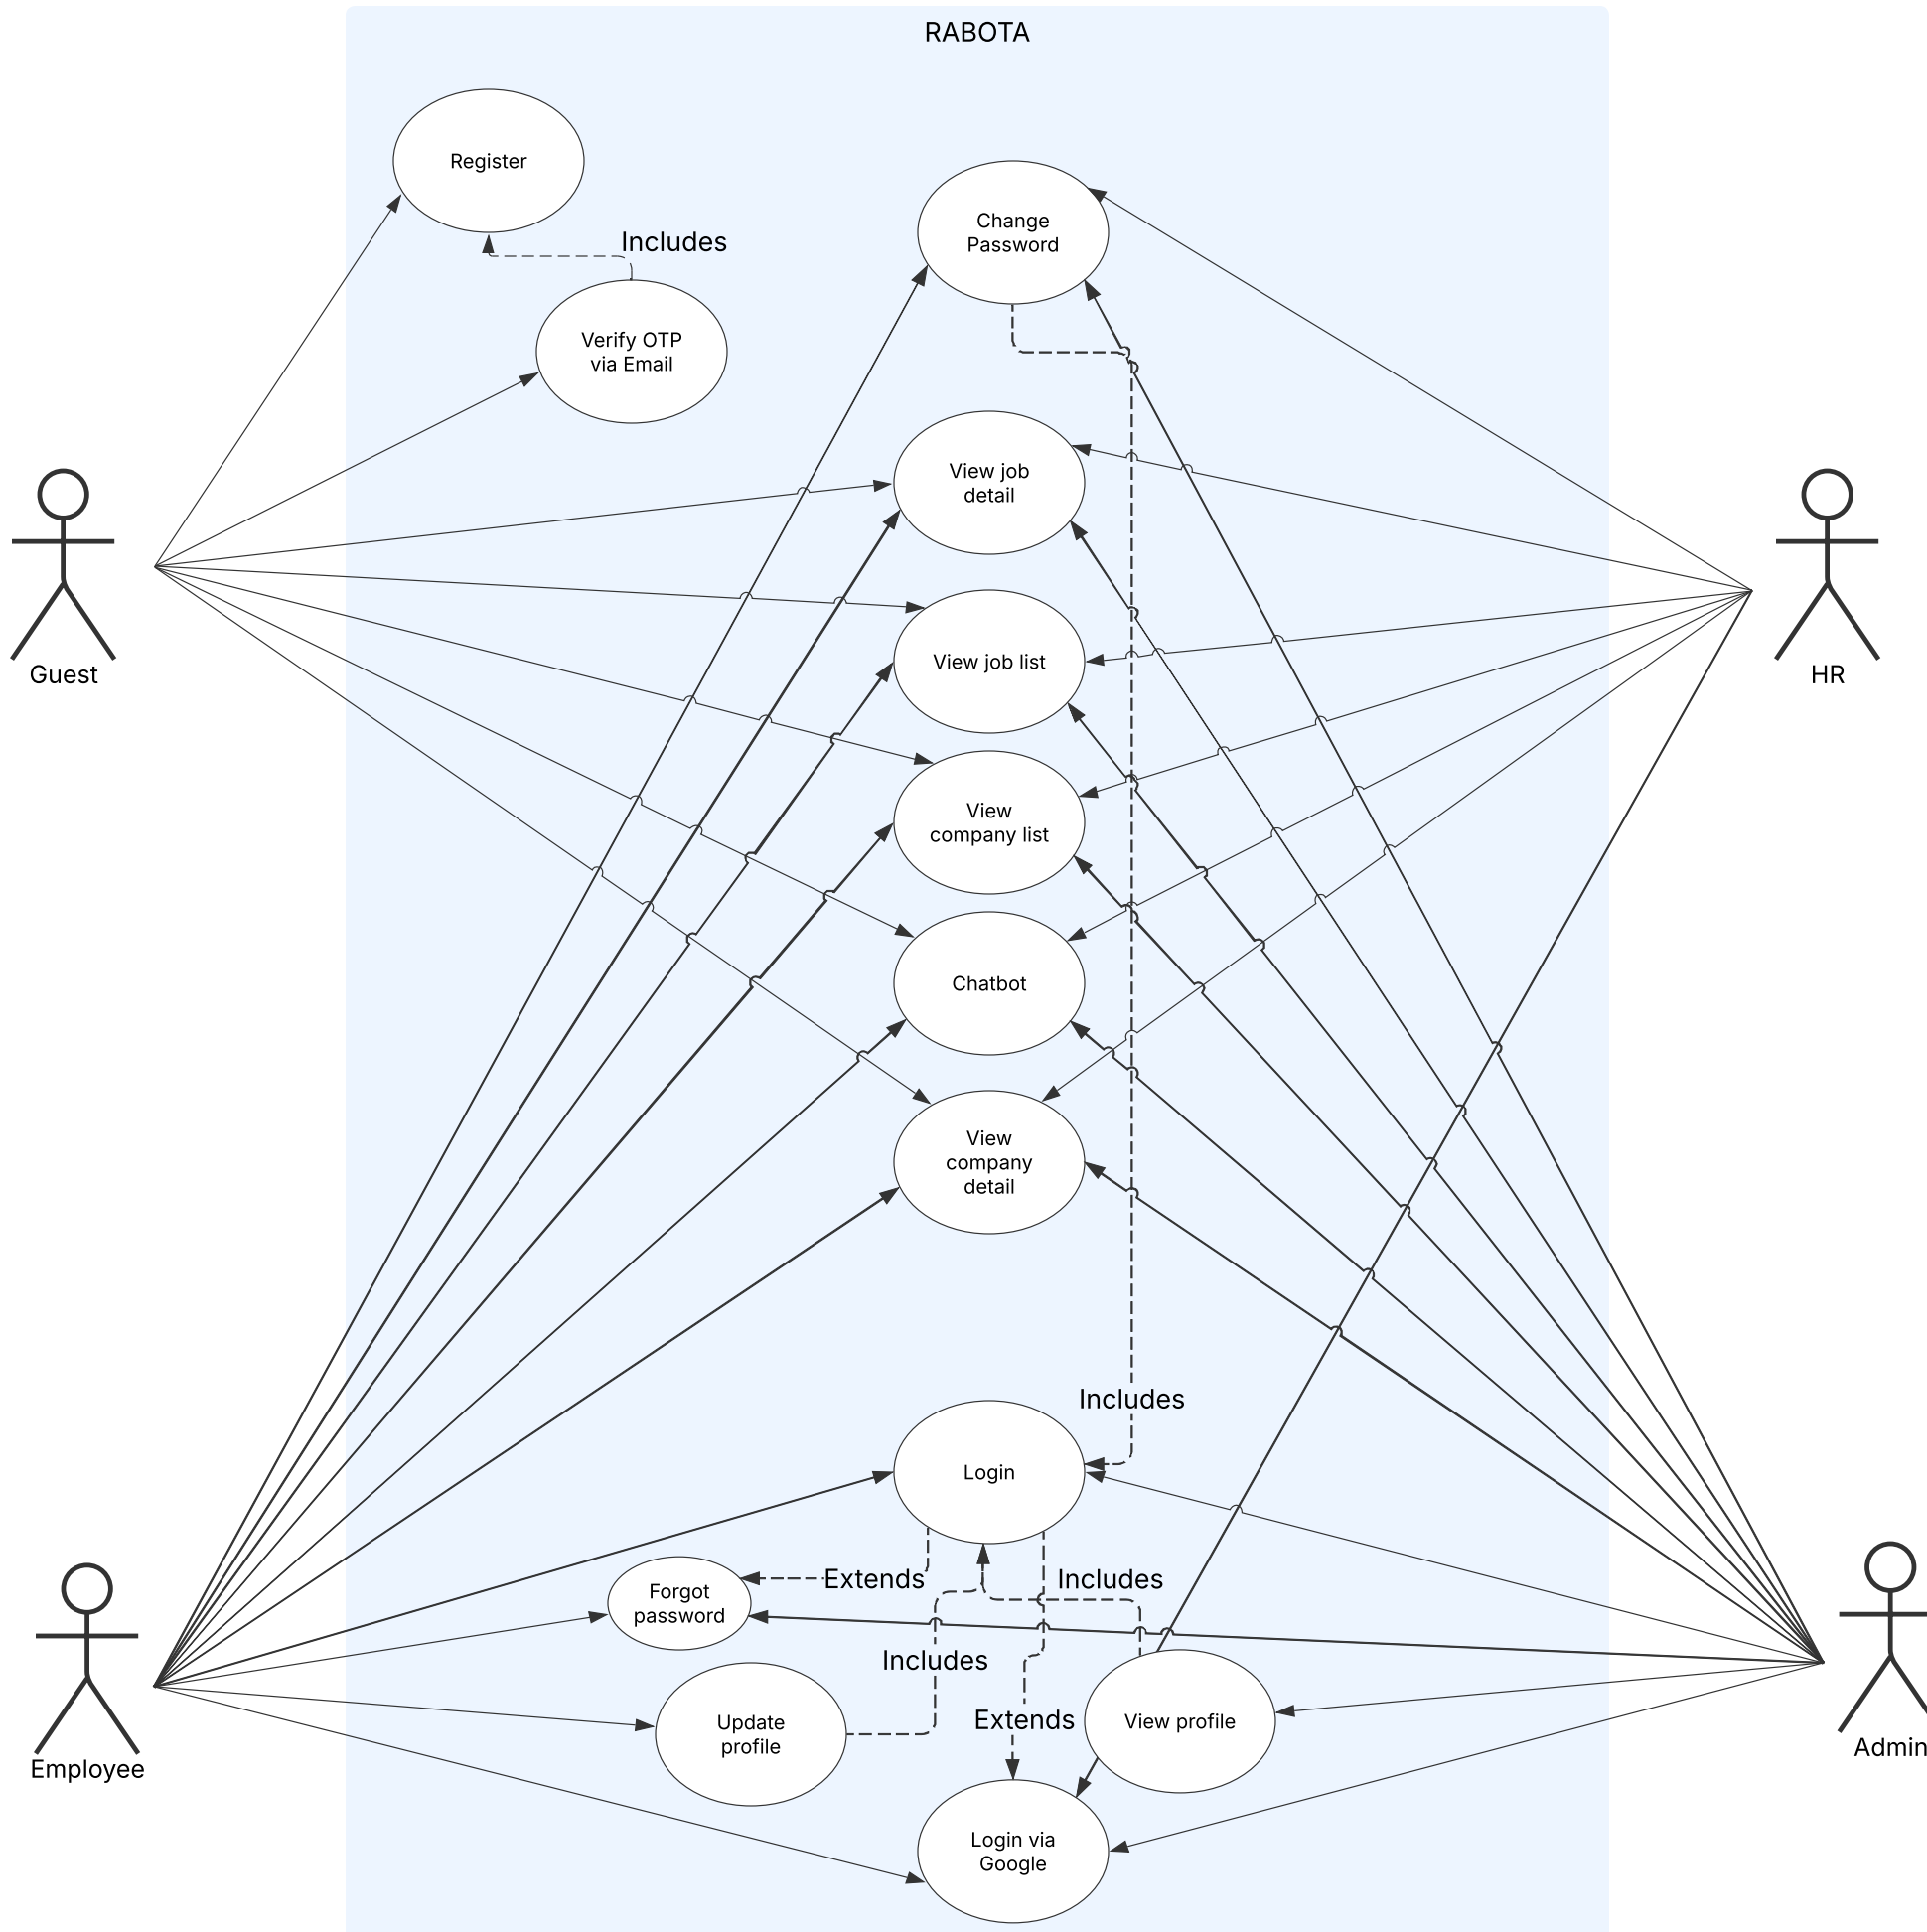 RABOTA
Register
Includes
Change
Password
Verify OTP
via Email
View job
detail
Guest
View job list
HR
View
company list
Chatbot
View
company
detail
Includes
Login
Extends
Includes
Forgot
password
Includes
Update
profile
Extends
View profile
Employee
Admin
Login via
Google